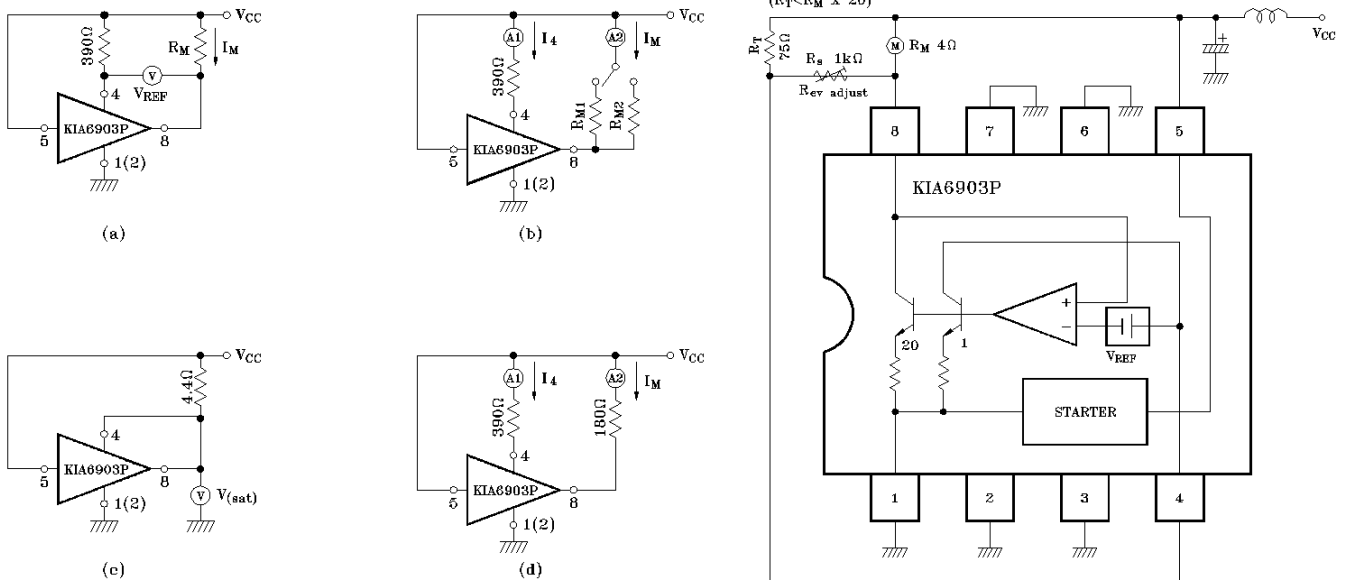 V_CC
390Ω
R_M
I_M
V
V_REF
4
KIA6903P
5
8
1(2)
(a)
V_CC
A1
I_4
A2
I_M
390Ω
4
R_M1
R_M2
KIA6903P
5
8
1(2)
(b)
V_CC
4.4Ω
4
KIA6903P
5
8
1(2)
V
V(sat)
(c)
V_CC
A1
I_4
A2
I_M
390Ω
180Ω
4
KIA6903P
5
8
1(2)
(d)
(R_T<R_M x 20)
R_T
75Ω
M
R_M 4Ω
R_s 1kΩ
Rev adjust
+
V_CC
8
7
6
5
KIA6903P
+
−
20
1
V_REF
STARTER
1
2
3
4